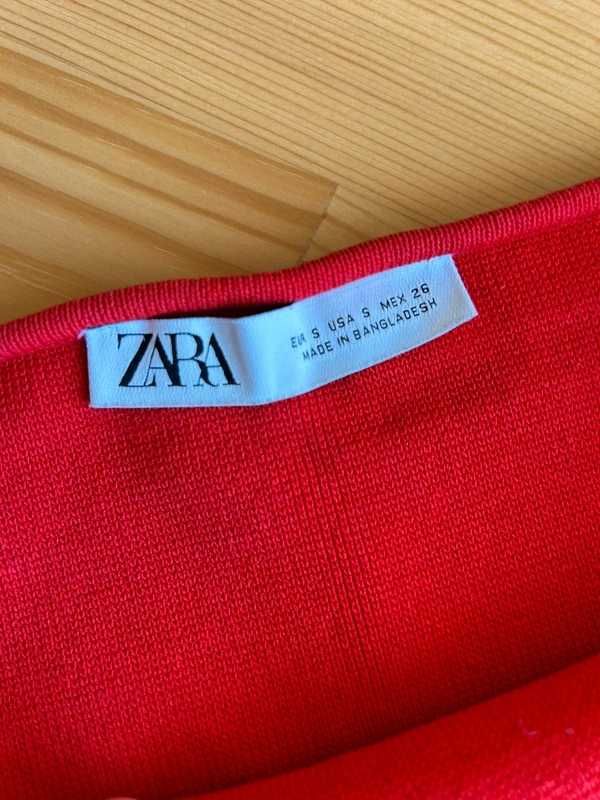 ZARA
EUR S USA S MEX 26
MADE IN BANGLADESH